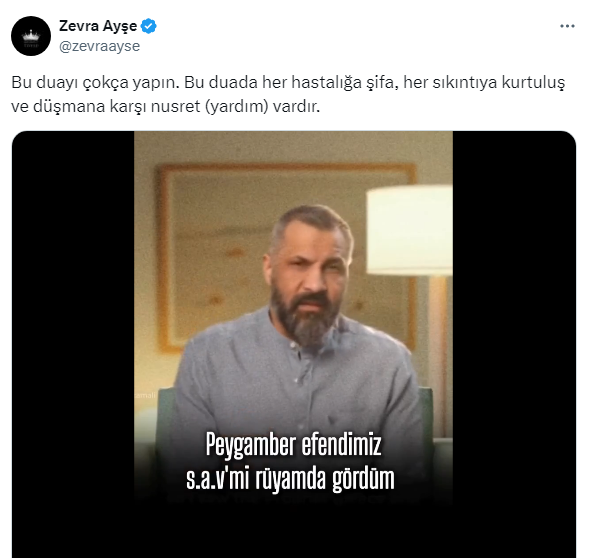 Zevra Ayşe
@zevraayse
Bu duayı çokça yapın. Bu duada her hastalığa şifa, her sıkıntıya kurtuluş
ve düşmana karşı nusret (yardım) vardır.
Peygamber efendimiz
s.a.v'mi rüyamda gördüm